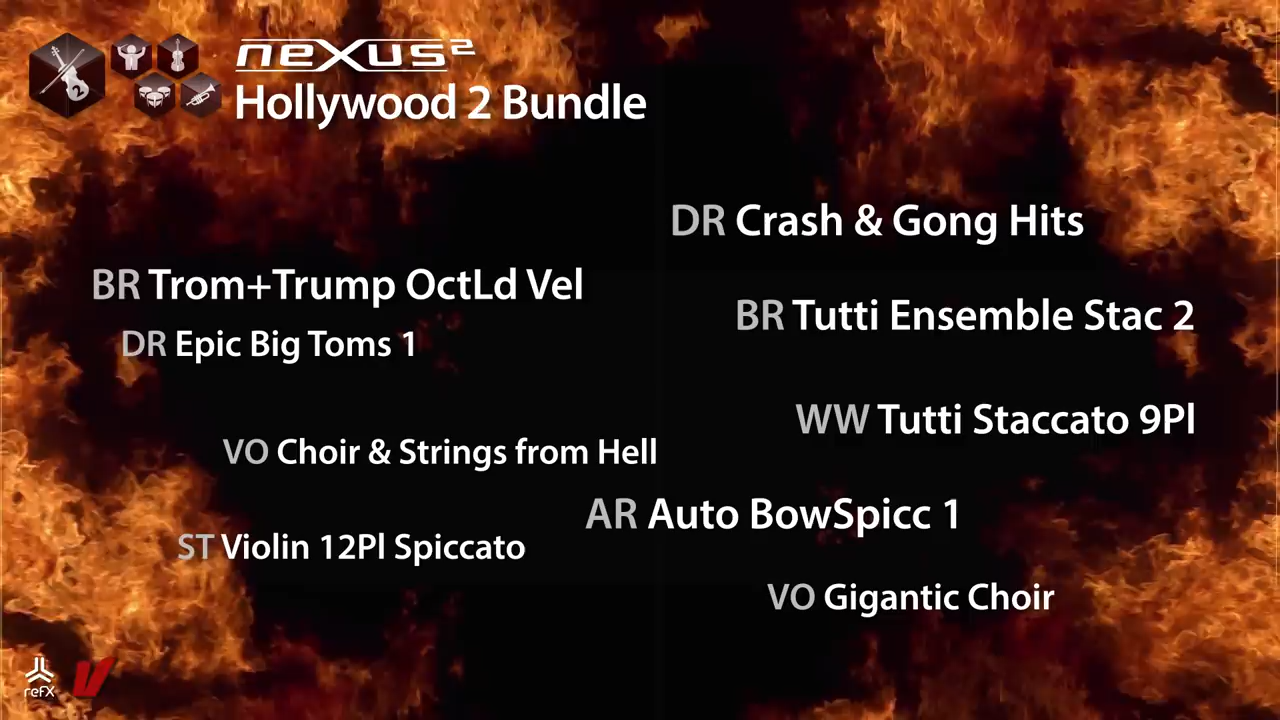 neXus²
Hollywood 2 Bundle
2
DR Crash & Gong Hits
BR Trom+Trump OctLd Vel
BR Tutti Ensemble Stac 2
DR Epic Big Toms 1
WW Tutti Staccato 9Pl
VO Choir & Strings from Hell
AR Auto BowSpicc 1
ST Violin 12Pl Spiccato
VO Gigantic Choir
reFX
V